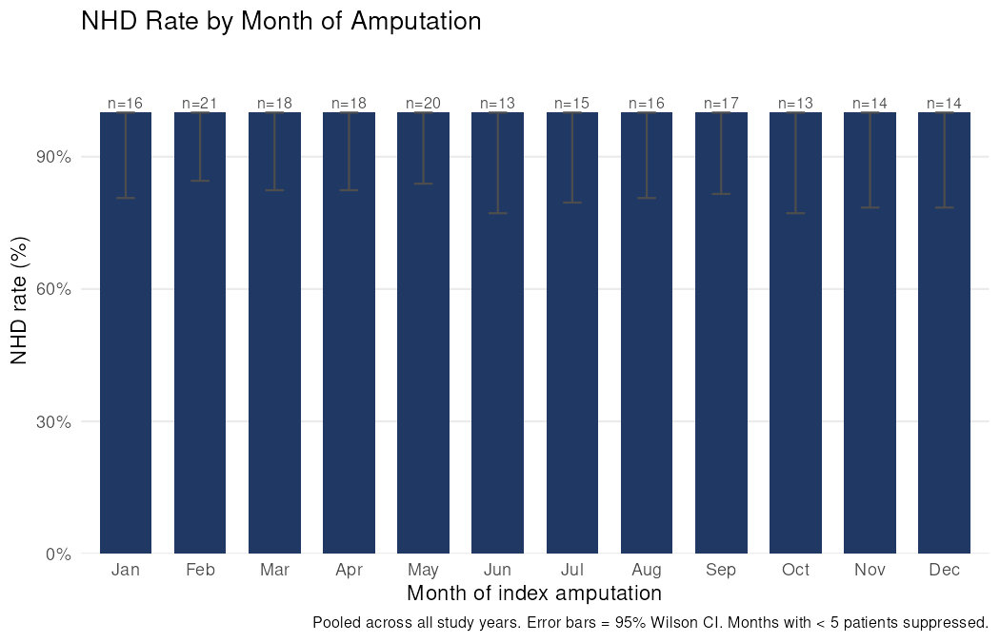 NHD Rate by Month of Amputation
n=16 n=21 n=18 n=18 n=20 n=13 n=15 n=16 n=17 n=13 n=14 n=14
90%
60%
30%
0%
NHD rate (%)
Jan Feb Mar Apr May Jun Jul Aug Sep Oct Nov Dec
Month of index amputation
Pooled across all study years. Error bars = 95% Wilson CI. Months with < 5 patients suppressed.